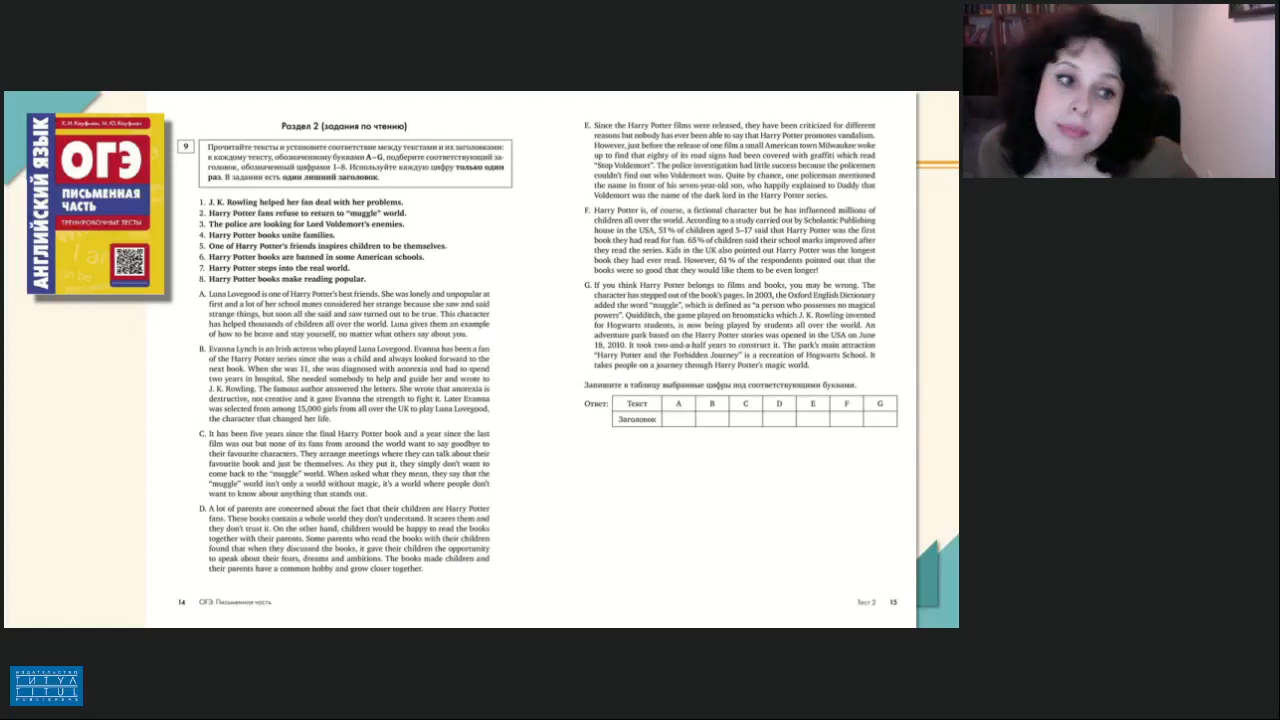 К.И. Кауфман, М.Ю. Кауфман
АНГЛИЙСКИЙ ЯЗЫК
ОГЭ
ПИСЬМЕННАЯ
ЧАСТЬ
ТРЕНИРОВОЧНЫЕ ТЕСТЫ
Раздел 2 (задания по чтению)
9
Прочитайте тексты и установите соответствие между текстами и их заголовками:
к каждому тексту, обозначенному буквами A–G, подберите соответствующий за-
головок, обозначенный цифрами 1–8. Используйте каждую цифру только один
раз. В задании есть один лишний заголовок.
1. J. K. Rowling helped her fan deal with her problems.
2. Harry Potter fans refuse to return to “muggle” world.
3. The police are looking for Lord Voldemort's enemies.
4. Harry Potter books unite families.
5. One of Harry Potter's friends inspires children to be themselves.
6. Harry Potter books are banned in some American schools.
7. Harry Potter steps into the real world.
8. Harry Potter books make reading popular.
A. Luna Lovegood is one of Harry Potter's best friends. She was lonely and unpopular at
first and a lot of her school mates considered her strange because she saw and said
strange things, but soon all she said and saw turned out to be true. This character
has helped thousands of children all over the world. Luna gives them an example
of how to be brave and stay yourself, no matter what others say about you.
B. Evanna Lynch is an Irish actress who played Luna Lovegood. Evanna has been a fan
of the Harry Potter series since she was a child and always looked forward to the
next book. When she was 11, she was diagnosed with anorexia and had to spend
two years in hospital. She needed somebody to help and guide her and wrote to
J. K. Rowling. The famous author answered the letters. She wrote that anorexia is
destructive, not creative and it gave Evanna the strength to fight it. Later Evanna
was selected from among 15,000 girls from all over the UK to play Luna Lovegood,
the character that changed her life.
C. It has been five years since the final Harry Potter book and a year since the last
film was out but none of its fans from around the world want to say goodbye to
their favourite characters. They arrange meetings where they can talk about their
favourite book and just be themselves. As they put it, they simply don't want to
come back to the “muggle” world. When asked what they mean, they say that the
“muggle” world isn't only a world without magic, it's a world where people don't
want to know about anything that stands out.
D. A lot of parents are concerned about the fact that their children are Harry Potter
fans. These books contain a whole world they don't understand. It scares them and
they don't trust it. On the other hand, children would be happy to read the books
together with their parents. Some parents who read the books with their children
found that when they discussed the books, it gave their children the opportunity
to speak about their fears, dreams and ambitions. The books made children and
their parents have a common hobby and grow closer together.
14 ОГЭ. Письменная часть
E. Since the Harry Potter films were released, they have been criticized for different
reasons but nobody has ever been able to say that Harry Potter promotes vandalism.
However, just before the release of one film a small American town Milwaukee woke
up to find that eighty of its road signs had been covered with graffiti which read
“Stop Voldemort”. The police investigation had little success because the policemen
couldn't find out who Voldemort was. Quite by chance, one policeman mentioned
the name in front of his seven-year-old son, who happily explained to Daddy that
Voldemort was the name of the dark lord in the Harry Potter series.
F. Harry Potter is, of course, a fictional character but he has influenced millions of
children all over the world. According to a study carried out by Scholastic Publishing
house in the USA, 51% of children aged 5–17 said that Harry Potter was the first
book they had read for fun. 65% of children said their school marks improved after
they read the series. Kids in the UK also pointed out Harry Potter was the longest
book they had ever read. However, 61% of the respondents pointed out that the
books were so good that they would like them to be even longer!
G. If you think Harry Potter belongs to films and books, you may be wrong. The
character has stepped out of the book's pages. In 2003, the Oxford English Dictionary
added the word “muggle”, which is defined as “a person who possesses no magical
powers”. Quidditch, the game played on broomsticks which J. K. Rowling invented
for Hogwarts students, is now being played by students all over the world. An
adventure park based on the Harry Potter stories was opened in the USA on June
18, 2010. It took two-and-a-half years to construct it. The park's main attraction
“Harry Potter and the Forbidden Journey” is a recreation of Hogwarts School. It
takes people on a journey through Harry Potter's magic world.
Запишите в таблицу выбранные цифры под соответствующими буквами.
Ответ: Текст A B C D E F G
Заголовок
Тест 2 15
ИЗДАТЕЛЬСТВО
ТИТУЛ
TITUL
PUBLISHERS